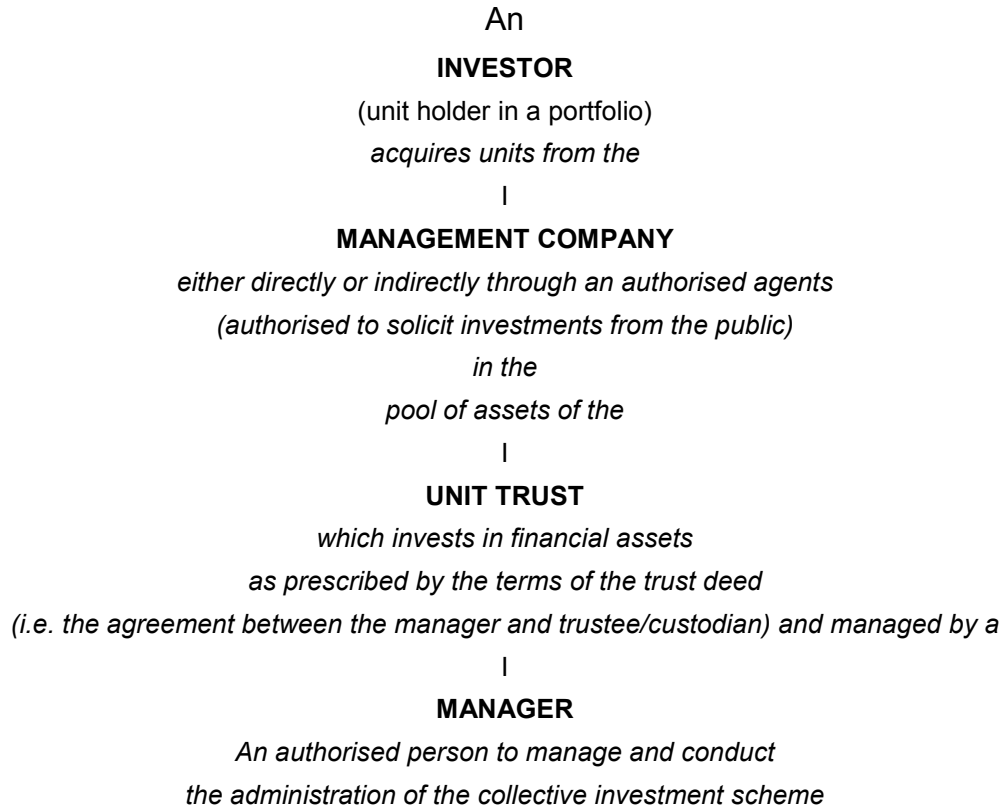 An
INVESTOR
(unit holder in a portfolio)
acquires units from the
I
MANAGEMENT COMPANY
either directly or indirectly through an authorised agents
(authorised to solicit investments from the public)
in the
pool of assets of the
I
UNIT TRUST
which invests in financial assets
as prescribed by the terms of the trust deed
(i.e. the agreement between the manager and trustee/custodian) and managed by a
I
MANAGER
An authorised person to manage and conduct
the administration of the collective investment scheme